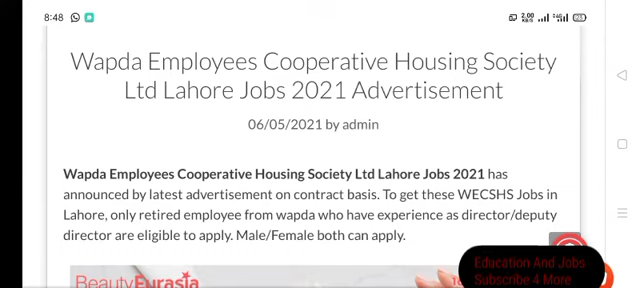 8:48
2.00
Wapda Employees Cooperative Housing Society
Ltd Lahore Jobs 2021 Advertisement
06/05/2021 by admin
Wapda Employees Cooperative Housing Society Ltd Lahore Jobs 2021 has
announced by latest advertisement on contract basis. To get these WECSHS Jobs in
Lahore, only retired employee from wapda who have experience as director/deputy
director are eligible to apply. Male/Female both can apply.
BeautyEurasia
Education And Jobs
Subscribe 4 More